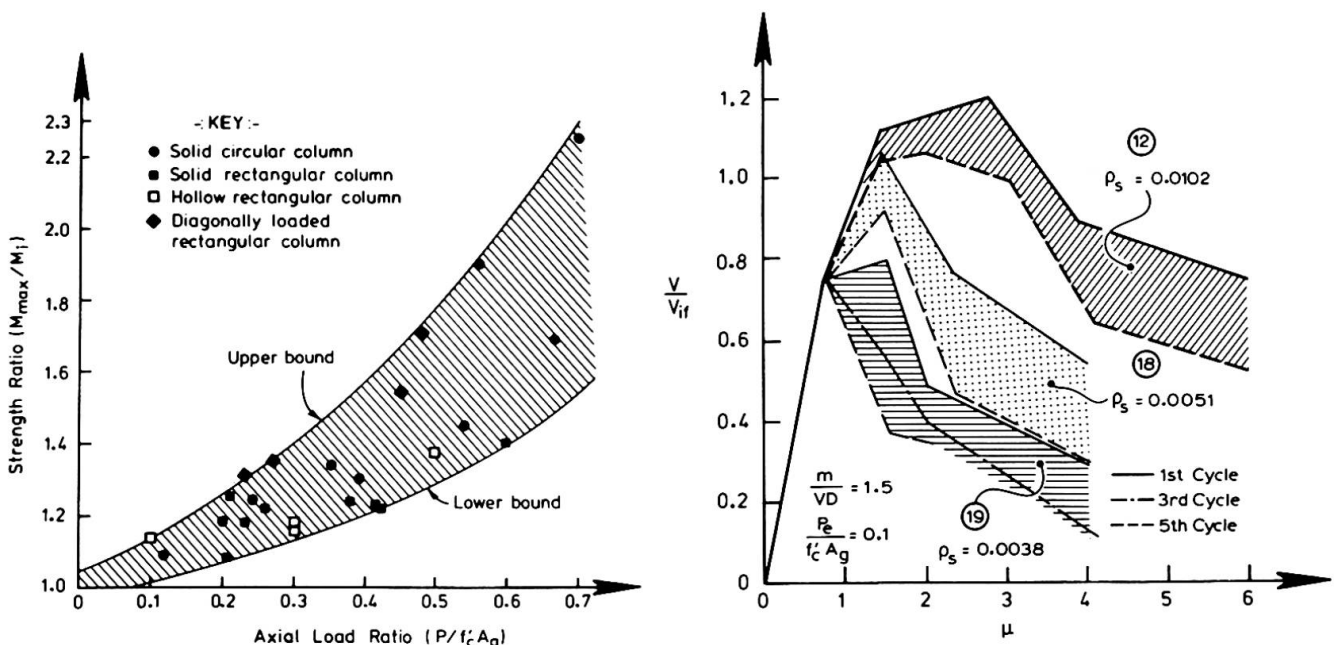 Strength Ratio (Mmax/Mi)
2.3
2.2
2.0
1.8
1.6
1.4
1.2
1.0
-: KEY :-
Solid circular column
Solid rectangular column
Hollow rectangular column
Diagonally loaded
rectangular column
Upper bound
Lower bound
0 0.1 0.2 0.3 0.4 0.5 0.6 0.7
Axial Load Ratio (P/f'c Ag)
V/Vif
1.2
1.0
0.8
0.6
0.4
0.2
0
12
ρs = 0.0102
18
ρs = 0.0051
m/VD = 1.5
Pe/f'c Ag = 0.1
19
ρs = 0.0038
1st Cycle
3rd Cycle
5th Cycle
0 1 2 3 4 5 6
μ